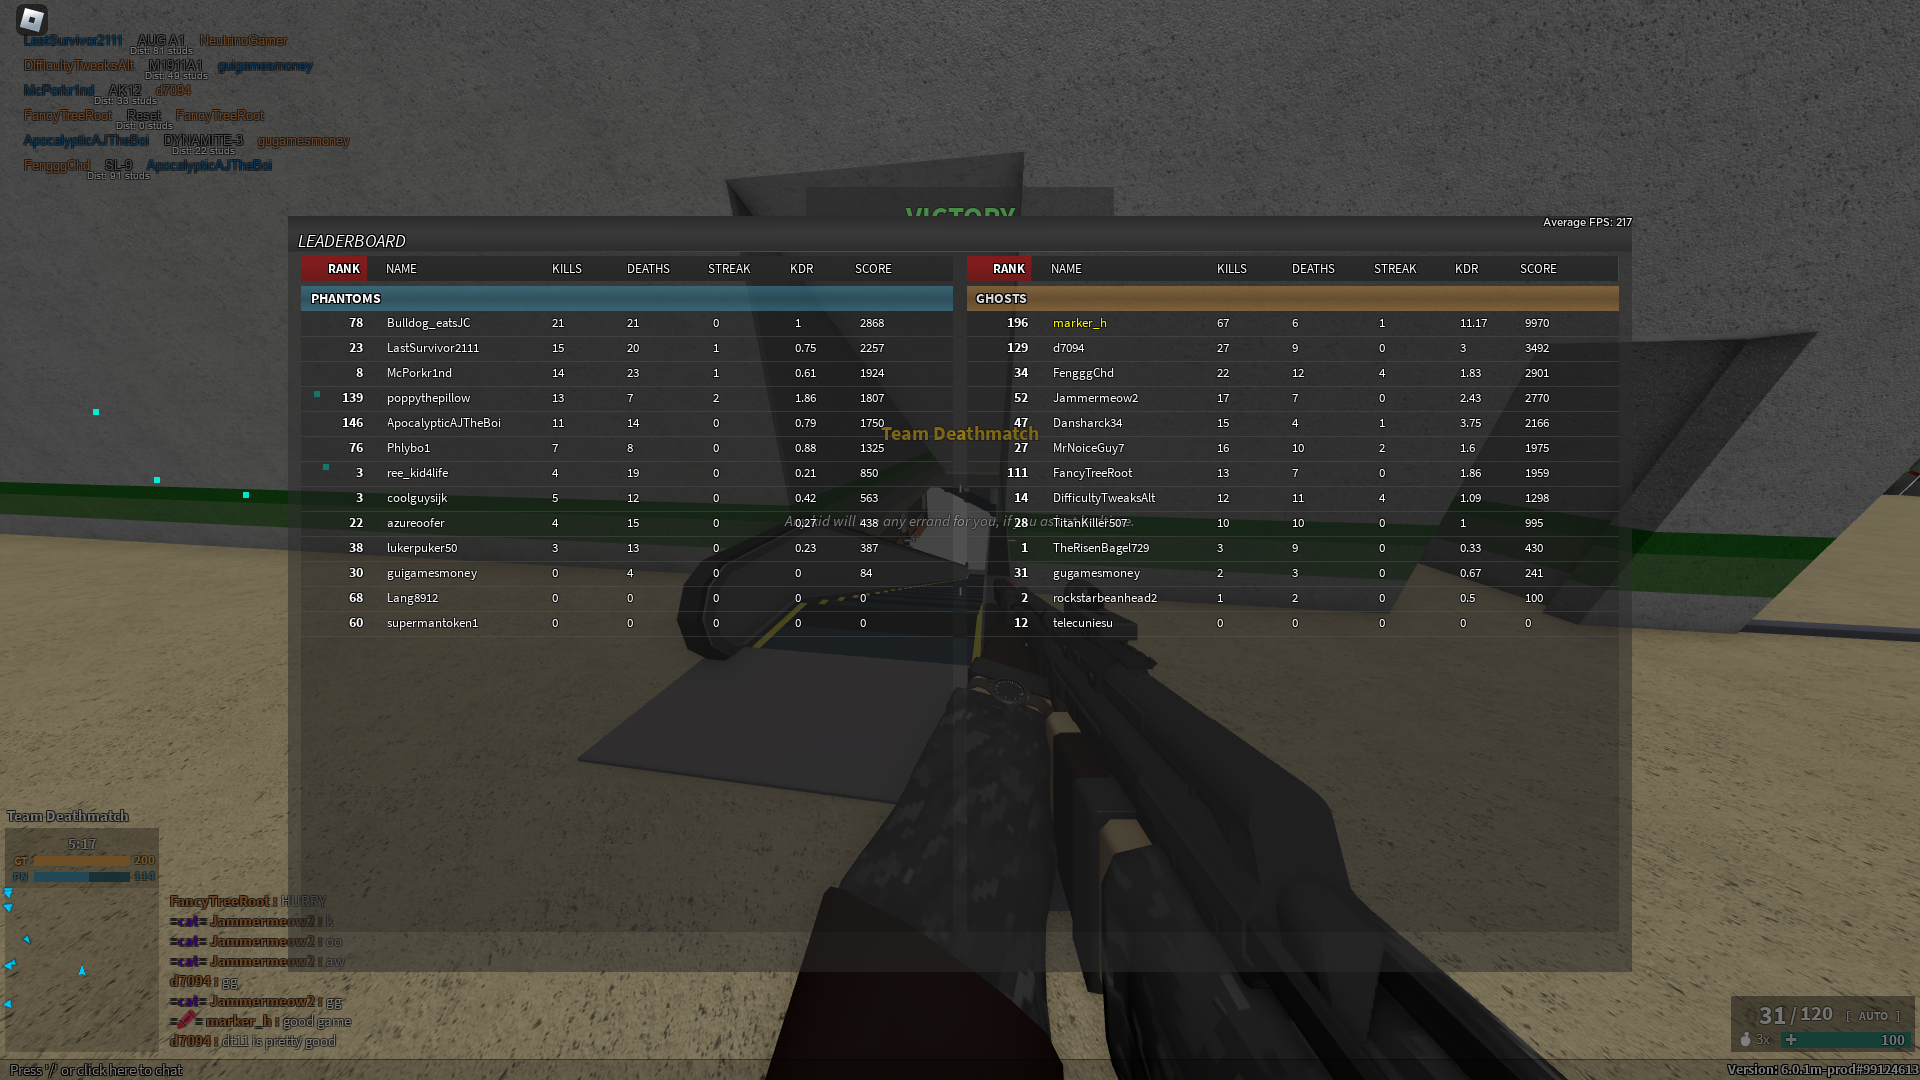 LastSurvivor2111 AUG A1 NeutrinoGamer
Dist: 81 studs
DifficultyTweaksAlt M1911A1 guigamesmoney
Dist: 49 studs
McPorkr1nd AK12 d7094
Dist: 33 studs
FancyTreeRoot Reset FancyTreeRoot
Dist: 0 studs
ApocalypticAJTheBoi DYNAMITE-3 gugamesmoney
Dist: 22 studs
FengggChd SL-9 ApocalypticAJTheBoi
Dist: 91 studs
VICTORY
Average FPS: 217
LEADERBOARD
RANK NAME KILLS DEATHS STREAK KDR SCORE
PHANTOMS
78 Bulldog_eatsJC 21 21 0 1 2868
23 LastSurvivor2111 15 20 1 0.75 2257
8 McPorkr1nd 14 23 1 0.61 1924
139 poppythepillow 13 7 2 1.86 1807
146 ApocalypticAJTheBoi 11 14 0 0.79 1750
76 Phlybo1 7 8 0 0.88 1325
3 ree_kid4life 4 19 0 0.21 850
3 coolguysijk 5 12 0 0.42 563
22 azureoofer 4 15 0 0.27 438
38 lukerpuker50 3 13 0 0.23 387
30 guigamesmoney 0 4 0 0 84
68 Lang8912 0 0 0 0 0
60 supermantoken1 0 0 0 0 0
RANK NAME KILLS DEATHS STREAK KDR SCORE
GHOSTS
196 marker_h 67 6 1 11.17 9970
129 d7094 27 9 0 3 3492
34 FengggChd 22 12 4 1.83 2901
52 Jammermeow2 17 7 0 2.43 2770
47 Dansharck34 15 4 1 3.75 2166
27 MrNoiceGuy7 16 10 2 1.6 1975
111 FancyTreeRoot 13 7 0 1.86 1959
14 DifficultyTweaksAlt 12 11 4 1.09 1298
28 TitanKiller507 10 10 0 1 995
1 TheRisenBagel729 3 9 0 0.33 430
31 gugamesmoney 2 3 0 0.67 241
2 rockstarbeanhead2 1 2 0 0.5 100
12 telecuniesu 0 0 0 0 0
Team Deathmatch
kid will any errand for you, if
Team Deathmatch
5:17
GT 200
PN 114
FancyTreeRoot : HURRY
=cat= Jammermeow2 : k
=cat= Jammermeow2 : oo
=cat= Jammermeow2 : aw
d7094 : gg
=cat= Jammermeow2 : gg
=🖍= marker_h : good game
d7094 : dt11 is pretty good
Press '/' or click here to chat
31/120 [ AUTO ]
3x 100
Version: 6.0.1m-prod#99124613